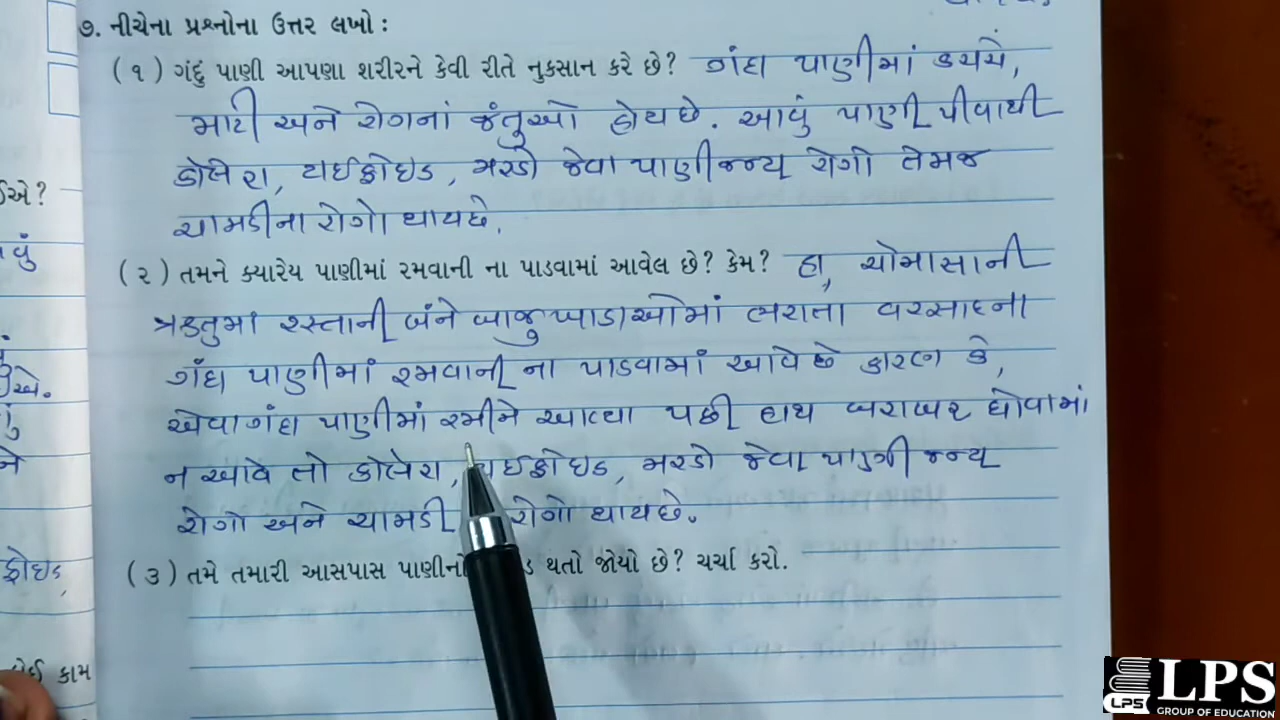 ૭. નીચેના પ્રશ્નોના ઉત્તર લખો :
(૧) ગંદું પાણી આપણા શરીરને કેવી રીતે નુકસાન કરે છે? ગંદા પાણીમાં કચરો,
માટી અને રોગનાં જંતુઓ હોય છે. આવું પાણી પીવાથી
કોલેરા, ટાઈફોઇડ, મરડો જેવા પાણીજન્ય રોગો તેમજ
ચામડીના રોગો થાય છે.
(૨) તમને ક્યારેય પાણીમાં રમવાની ના પાડવામાં આવેલ છે? કેમ? હા, ચોમાસાની
ઋતુમાં રસ્તાની બંને બાજુ ખાડાઓમાં ભરાતા વરસાદના
ગંદા પાણીમાં રમવાની ના પાડવામાં આવે છે કારણ કે,
એવા ગંદા પાણીમાં રમીને આવ્યા પછી હાથ બરાબર ધોવામાં
ન આવે તો કોલેરા, ટાઈફોઇડ, મરડો જેવા પાણી જન્ય
રોગો અને ચામડી રોગો થાય છે.
(૩) તમે તમારી આસપાસ પાણીનો થતો જોયો છે? ચર્ચા કરો.
કામ
LPS
LPS
GROUP OF EDUCATION